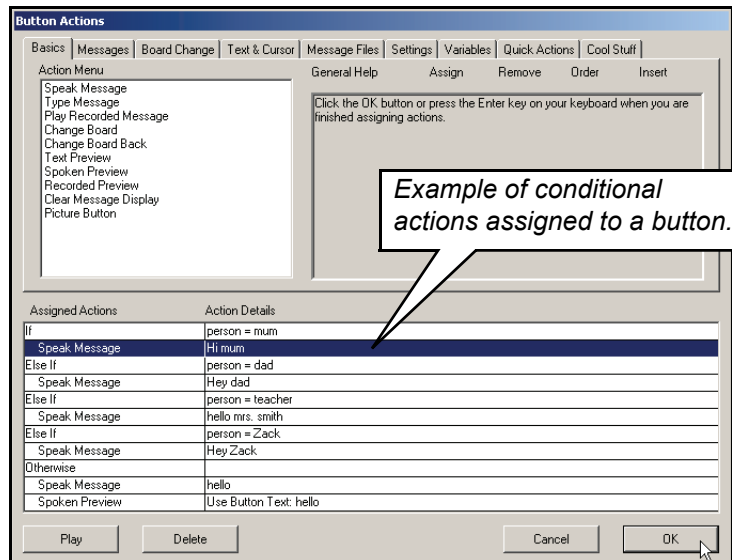 Button Actions
Basics Messages Board Change Text & Cursor Message Files Settings Variables Quick Actions Cool Stuff
Action Menu
General Help Assign Remove Order Insert
Speak Message
Type Message
Play Recorded Message
Change Board
Change Board Back
Text Preview
Spoken Preview
Recorded Preview
Clear Message Display
Picture Button
Click the OK button or press the Enter key on your keyboard when you are
finished assigning actions.
Example of conditional
actions assigned to a button.
Assigned Actions Action Details
If person = mum
Speak Message Hi mum
Else If person = dad
Speak Message Hey dad
Else If person = teacher
Speak Message hello mrs. smith
Else If person = Zack
Speak Message Hey Zack
Otherwise
Speak Message hello
Spoken Preview Use Button Text: hello
Play Delete Cancel OK